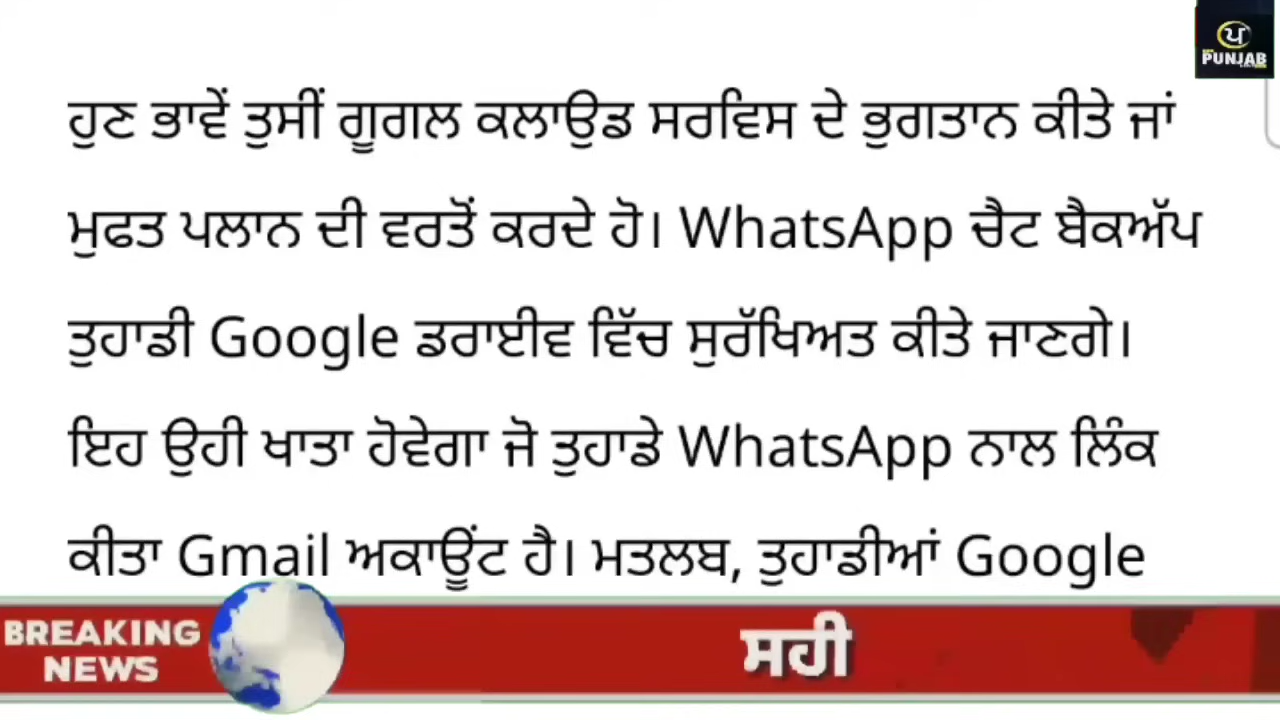 ਪ
PUNJAB
ਹੁਣ ਭਾਵੇਂ ਤੁਸੀਂ ਗੂਗਲ ਕਲਾਉਡ ਸਰਵਿਸ ਦੇ ਭੁਗਤਾਨ ਕੀਤੇ ਜਾਂ
ਮੁਫਤ ਪਲਾਨ ਦੀ ਵਰਤੋਂ ਕਰਦੇ ਹੋ। WhatsApp ਚੈਟ ਬੈਕਅੱਪ
ਤੁਹਾਡੀ Google ਡਰਾਈਵ ਵਿੱਚ ਸੁਰੱਖਿਅਤ ਕੀਤੇ ਜਾਣਗੇ।
ਇਹ ਉਹੀ ਖਾਤਾ ਹੋਵੇਗਾ ਜੋ ਤੁਹਾਡੇ WhatsApp ਨਾਲ ਲਿੰਕ
ਕੀਤਾ Gmail ਅਕਾਊਂਟ ਹੈ। ਮਤਲਬ, ਤੁਹਾਡੀਆਂ Google
BREAKING
NEWS
ਸਹੀ